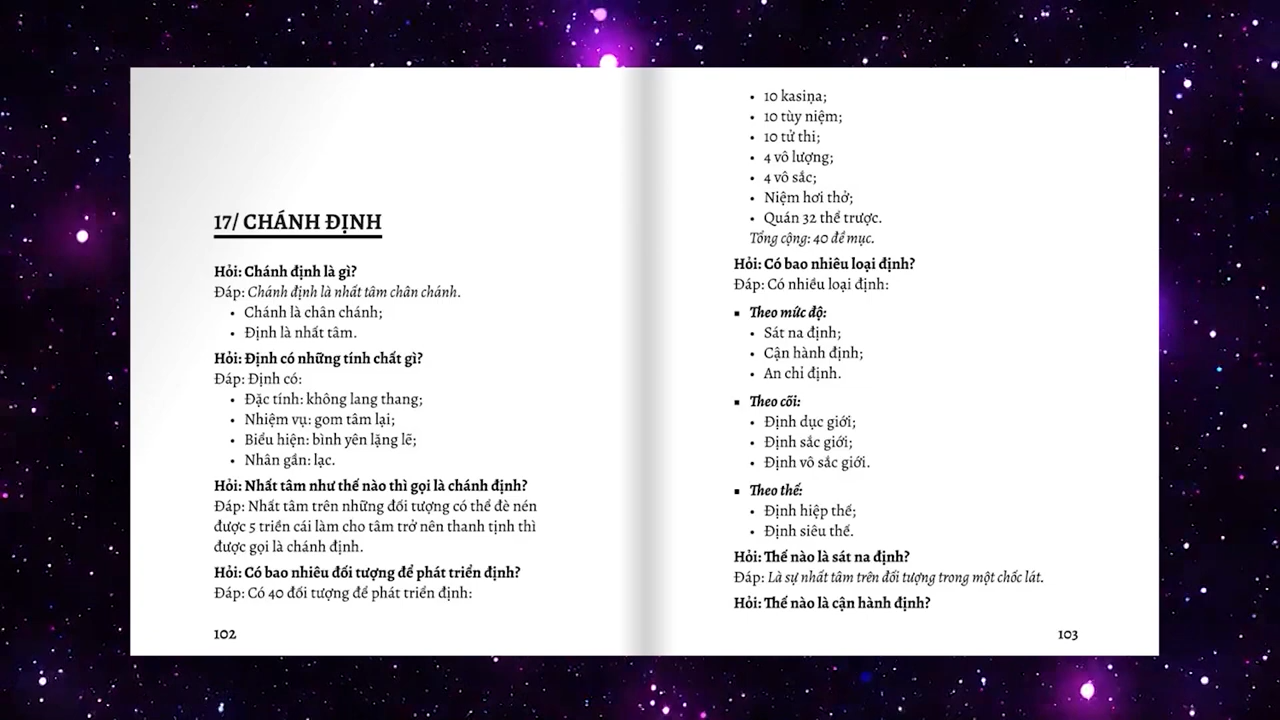 17/ CHÁNH ĐỊNH
Hỏi: Chánh định là gì?
Đáp: Chánh định là nhất tâm chân chánh.
• Chánh là chân chánh;
• Định là nhất tâm.
Hỏi: Định có những tính chất gì?
Đáp: Định có:
• Đặc tính: không lang thang;
• Nhiệm vụ: gom tâm lại;
• Biểu hiện: bình yên lặng lẽ;
• Nhân gần: lạc.
Hỏi: Nhất tâm như thế nào thì gọi là chánh định?
Đáp: Nhất tâm trên những đối tượng có thể đè nén
được 5 triền cái làm cho tâm trở nên thanh tịnh thì
được gọi là chánh định.
Hỏi: Có bao nhiêu đối tượng để phát triển định?
Đáp: Có 40 đối tượng để phát triển định:
102
• 10 kasiṇa;
• 10 tùy niệm;
• 10 tử thi;
• 4 vô lượng;
• 4 vô sắc;
• Niệm hơi thở;
• Quán 32 thể trược.
Tổng cộng: 40 đề mục.
Hỏi: Có bao nhiêu loại định?
Đáp: Có nhiều loại định:
▪ Theo mức độ:
• Sát na định;
• Cận hành định;
• An chỉ định.
▪ Theo cõi:
• Định dục giới;
• Định sắc giới;
• Định vô sắc giới.
▪ Theo thế:
• Định hiệp thế;
• Định siêu thế.
Hỏi: Thế nào là sát na định?
Đáp: Là sự nhất tâm trên đối tượng trong một chốc lát.
Hỏi: Thế nào là cận hành định?
103